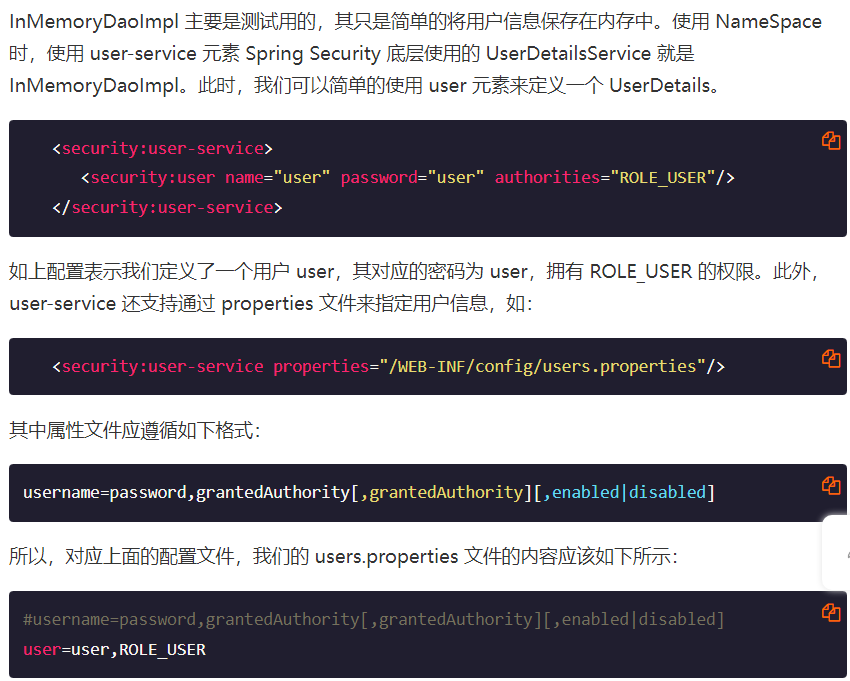 InMemoryDaoImpl 主要是测试用的，其只是简单的将用户信息保存在内存中。使用 NameSpace
时，使用 user-service 元素 Spring Security 底层使用的 UserDetailsService 就是
InMemoryDaoImpl。此时，我们可以简单的使用 user 元素来定义一个 UserDetails。
<security:user-service>
<security:user name="user" password="user" authorities="ROLE_USER"/>
</security:user-service>
如上配置表示我们定义了一个用户 user，其对应的密码为 user，拥有 ROLE_USER 的权限。此外，
user-service 还支持通过 properties 文件来指定用户信息，如：
<security:user-service properties="/WEB-INF/config/users.properties"/>
其中属性文件应遵循如下格式：
username=password,grantedAuthority[,grantedAuthority][,enabled|disabled]
所以，对应上面的配置文件，我们的 users.properties 文件的内容应该如下所示：
#username=password,grantedAuthority[,grantedAuthority][,enabled|disabled]
user=user,ROLE_USER